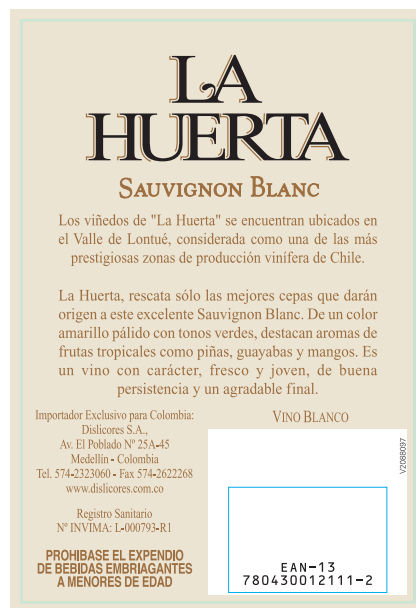 LA
HUERTA
SAUVIGNON BLANC
Los viñedos de "La Huerta" se encuentran ubicados en
el Valle de Lontué, considerada como una de las más
prestigiosas zonas de producción vinífera de Chile.
La Huerta, rescata sólo las mejores cepas que darán
origen a este excelente Sauvignon Blanc. De un color
amarillo pálido con tonos verdes, destacan aromas de
frutas tropicales como piñas, guayabas y mangos. Es
un vino con carácter, fresco y joven, de buena
persistencia y un agradable final.
Importador Exclusivo para Colombia:
Dislicores S.A.,
Av. El Poblado Nº 25A-45
Medellín - Colombia
Tel. 574-2323060 - Fax 574-2622268
www.dislicores.com.co
Registro Sanitario
Nº INVIMA: L-000793-R1
PROHIBASE EL EXPENDIO
DE BEBIDAS EMBRIAGANTES
A MENORES DE EDAD
VINO BLANCO
V2088097
EAN-13
780430012111-2